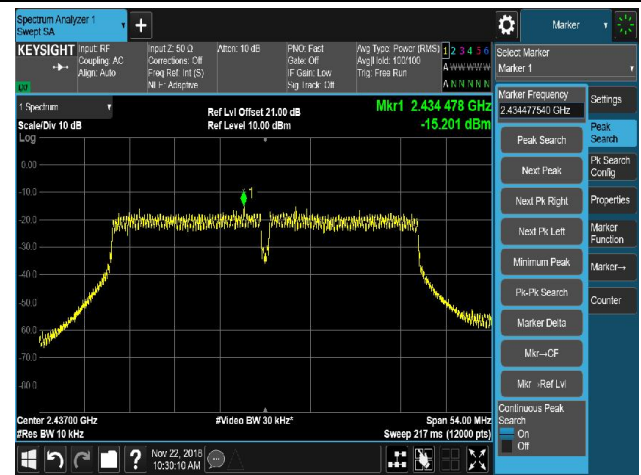 Spectrum Analyzer 1
Swept SA
+
Marker
KEYSIGHT
Input: RF
Coupling: AC
Align: Auto
Input Z: 50 Ω
Corrections: Off
Freq Ref: Int (S)
NFE: Adaptive
Atten: 10 dB
PNO: Fast
Gate: Off
IF Gain: Low
Sig Track: Off
Avg Type: Power (RMS)
Avg|Hold: 100/100
Trig: Free Run
1 2 3 4 5 6
A W W W W W
A N N N N N
Select Marker
Marker 1
1 Spectrum
Scale/Div 10 dB
Log
Ref Lvl Offset 21.00 dB
Ref Level 10.00 dBm
Mkr1 2.434 478 GHz
-15.201 dBm
0.00
-10.0
-20.0
-30.0
-40.0
-50.0
-60.0
-70.0
-80.0
1
Center 2.43700 GHz
#Res BW 10 kHz
#Video BW 30 kHz*
Span 54.00 MHz
Sweep 217 ms (12000 pts)
Marker Frequency
2.434477540 GHz
Peak Search
Next Peak
Next Pk Right
Next Pk Left
Minimum Peak
Pk-Pk Search
Marker Delta
Mkr→CF
Mkr→Ref Lvl
Continuous Peak
Search
On
Off
Settings
Peak
Search
Pk Search
Config
Properties
Marker
Function
Marker→
Counter
?
Nov 22, 2018
10:30:10 AM